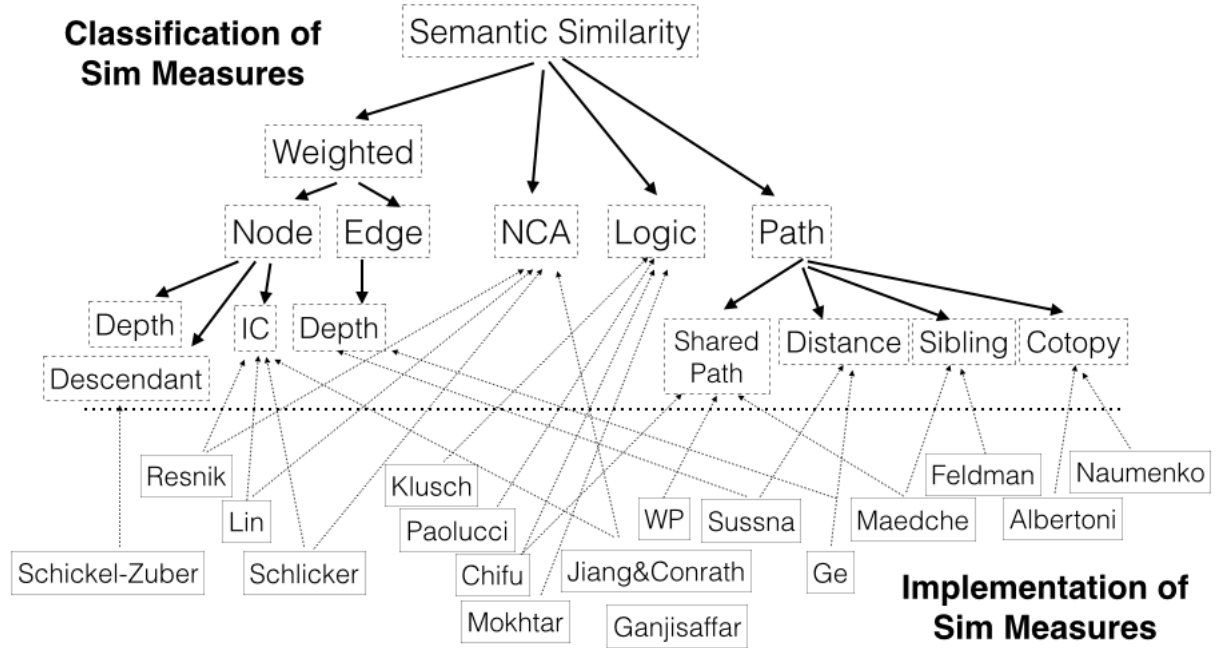 Classification of
Sim Measures
Semantic Similarity
Weighted
Node
Edge
NCA
Logic
Path
Depth
IC
Depth
Descendant
Shared
Path
Distance
Sibling
Cotopy
Resnik
Lin
Schickel-Zuber
Schlicker
Klusch
Paolucci
Chifu
Mokhtar
WP
Jiang&Conrath
Ganjisaffar
Sussna
Ge
Maedche
Feldman
Albertoni
Naumenko
Implementation of
Sim Measures